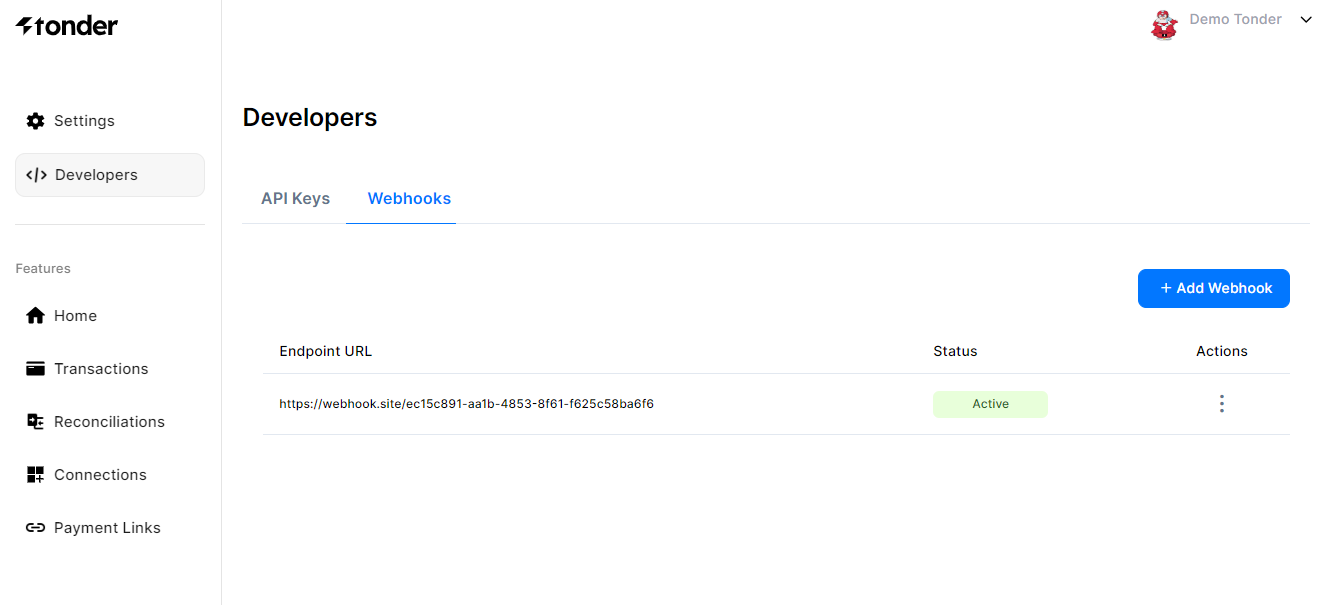 tonder
Demo Tonder
Settings
Developers
Features
Home
Transactions
Reconciliations
Connections
Payment Links
Developers
API Keys Webhooks
+ Add Webhook
Endpoint URL Status Actions
https://webhook.site/ec15c891-aa1b-4853-8f61-f625c58ba6f6 Active